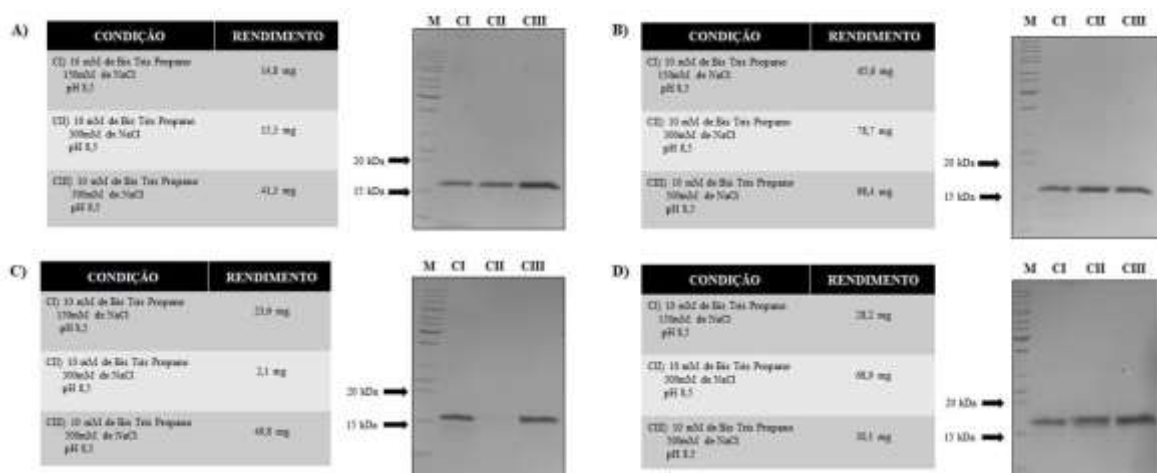 A)
CONDIÇÃO RENDIMENTO
CI) 10 mM de Bis Tris Propano
150mM de NaCl
pH 8,5
14,8 mg
CII) 10 mM de Bis Tris Propano
300mM de NaCl
pH 8,5
CIII) 10 mM de Bis Tris Propano
500mM de NaCl
pH 8,5
M CI CII CIII
20 kDa
15 kDa
B)
CONDIÇÃO RENDIMENTO
CI) 10 mM de Bis Tris Propano
150mM de NaCl
pH 8,5
CII) 10 mM de Bis Tris Propano
300mM de NaCl
pH 8,5
78,7 mg
CIII) 10 mM de Bis Tris Propano
500mM de NaCl
pH 8,5
M CI CII CIII
20 kDa
15 kDa
C)
CONDIÇÃO RENDIMENTO
CI) 10 mM de Bis Tris Propano
150mM de NaCl
pH 8,5
CII) 10 mM de Bis Tris Propano
300mM de NaCl
pH 8,5
2,1 mg
CIII) 10 mM de Bis Tris Propano
500mM de NaCl
pH 8,5
M CI CII CIII
20 kDa
15 kDa
D)
CONDIÇÃO RENDIMENTO
CI) 10 mM de Bis Tris Propano
150mM de NaCl
pH 8,5
CII) 10 mM de Bis Tris Propano
300mM de NaCl
pH 8,5
CIII) 10 mM de Bis Tris Propano
500mM de NaCl
pH 8,5
M CI CII CIII
20 kDa
15 kDa